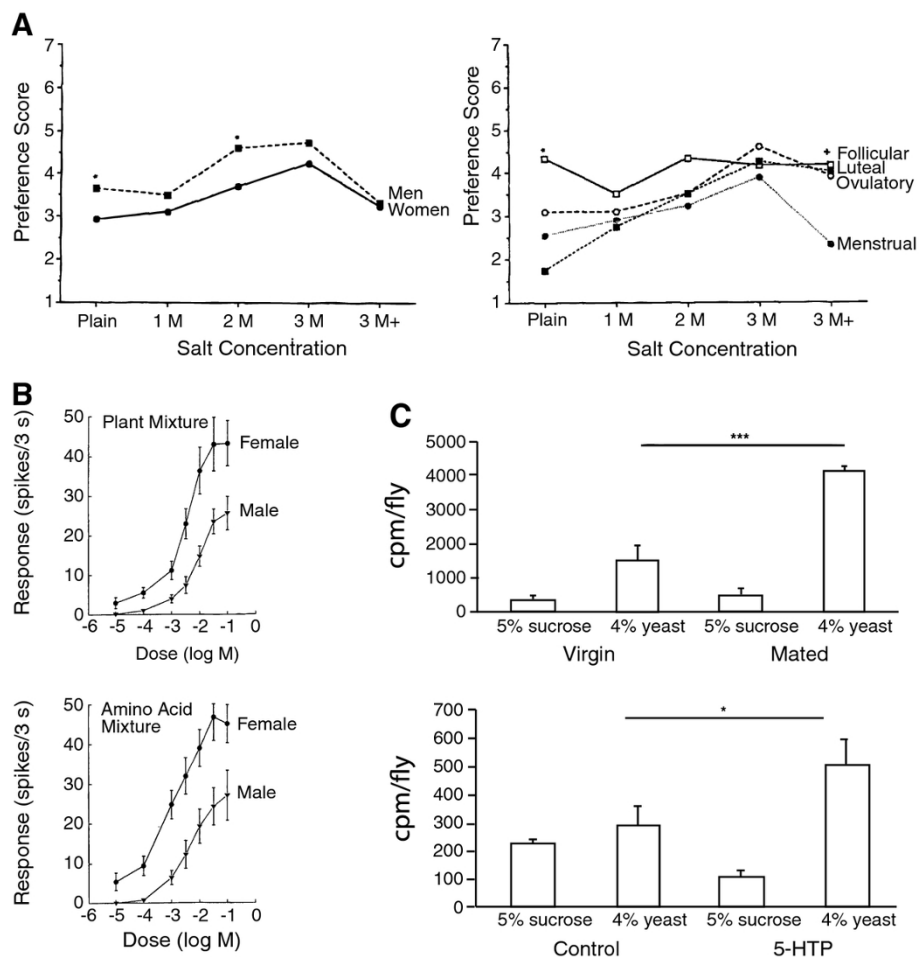 A
7
6
5
4
3
2
1
Preference Score
*
*
Men
Women
Plain
1 M
2 M
3 M
3 M+
Salt Concentration
7
6
5
4
3
2
1
Preference Score
*
+ Follicular
Luteal
Ovulatory
Menstrual
Plain
1 M
2 M
3 M
3 M+
Salt Concentration
B
50
40
30
20
10
0
Response (spikes/3 s)
Plant Mixture
Female
Male
-6
-5
-4
-3
-2
-1
0
Dose (log M)
50
40
30
20
10
0
Response (spikes/3 s)
Amino Acid
Mixture
Female
Male
-6
-5
-4
-3
-2
-1
0
Dose (log M)
C
5000
4000
3000
2000
1000
0
cpm/fly
***
5% sucrose
4% yeast
5% sucrose
4% yeast
Virgin
Mated
700
600
500
400
300
200
100
0
cpm/fly
*
5% sucrose
4% yeast
5% sucrose
4% yeast
Control
5-HTP